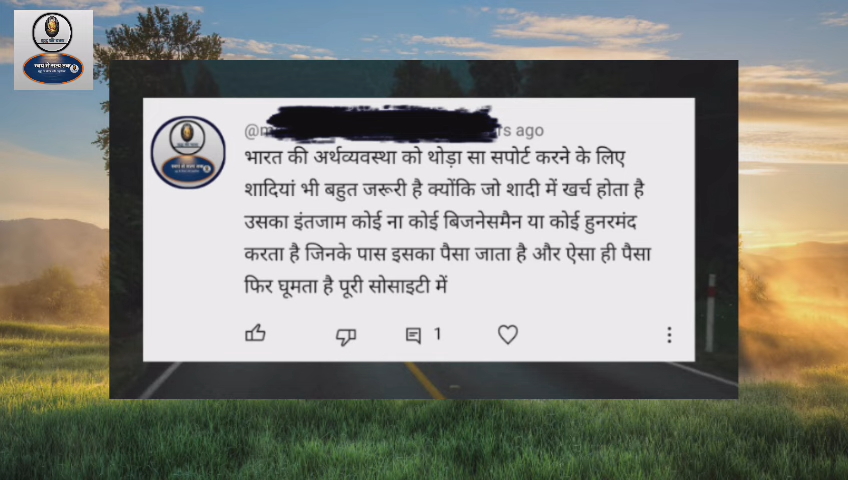 @m
rs ago
भारत की अर्थव्यवस्था को थोड़ा सा सपोर्ट करने के लिए
शादियां भी बहुत जरूरी है क्योंकि जो शादी में खर्च होता है
उसका इंतजाम कोई ना कोई बिजनेसमैन या कोई हुनरमंद
करता है जिनके पास इसका पैसा जाता है और ऐसा ही पैसा
फिर घूमता है पूरी सोसाइटी में
1